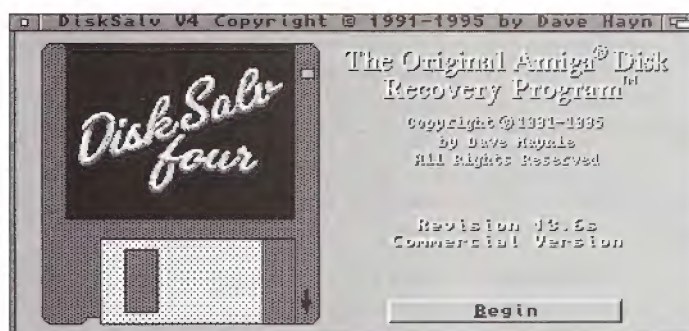 DiskSalv V4 Copyright © 1991-1995 by Dave Hayn
DiskSalv
four
The Original Amiga® Disk
Recovery Program™
Copyright © 1991-1995
by Dave Haynie
All Rights Reserved
Revision 13.6s
Commercial Version
Begin